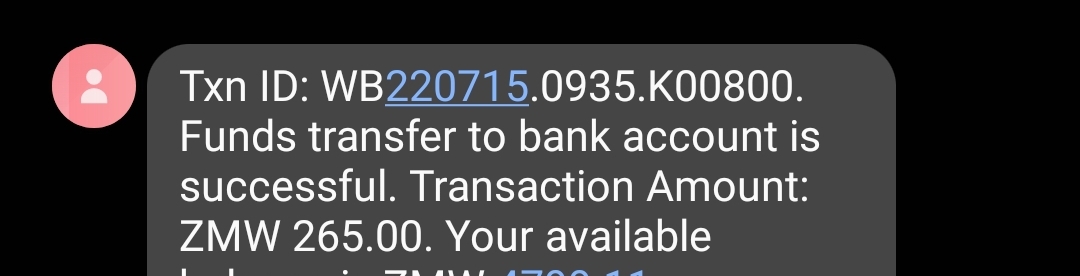 Txn ID: WB220715.0935.K00800.
Funds transfer to bank account is
successful. Transaction Amount:
ZMW 265.00. Your available
ZMW